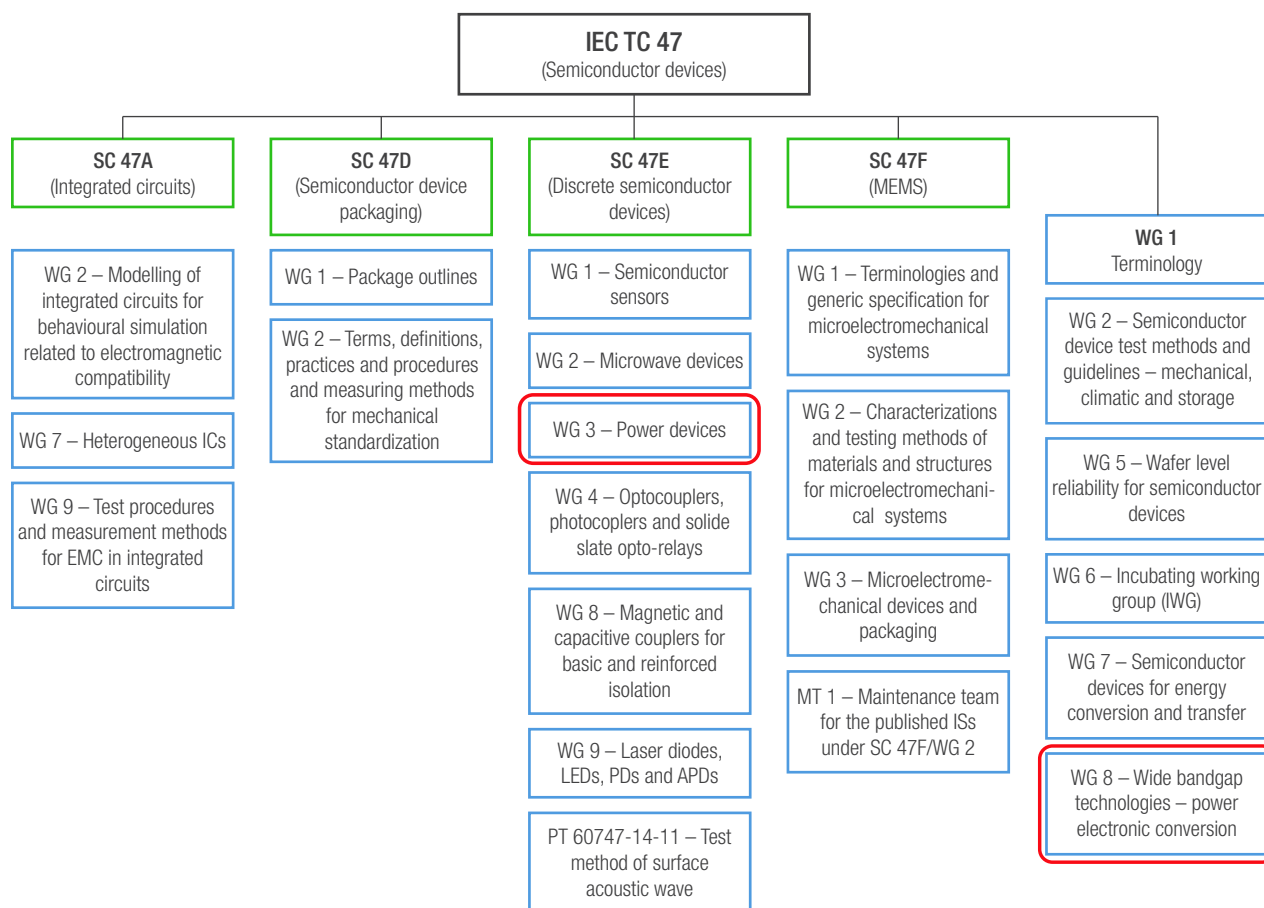 IEC TC 47
(Semiconductor devices)
SC 47A
(Integrated circuits)
WG 2 – Modelling of
integrated circuits for
behavioural simulation
related to electromagnetic
compatibility
WG 7 – Heterogeneous ICs
WG 9 – Test procedures
and measurement methods
for EMC in integrated
circuits
SC 47D
(Semiconductor device
packaging)
WG 1 – Package outlines
WG 2 – Terms, definitions,
practices and procedures
and measuring methods
for mechanical
standardization
SC 47E
(Discrete semiconductor
devices)
WG 1 – Semiconductor
sensors
WG 2 – Microwave devices
WG 3 – Power devices
WG 4 – Optocouplers,
photocoplers and solide
slate opto-relays
WG 8 – Magnetic and
capacitive couplers for
basic and reinforced
isolation
WG 9 – Laser diodes,
LEDs, PDs and APDs
PT 60747-14-11 – Test
method of surface
acoustic wave
SC 47F
(MEMS)
WG 1 – Terminologies and
generic specification for
microelectromechanical
systems
WG 2 – Characterizations
and testing methods of
materials and structures
for microelectromechani-
cal systems
WG 3 – Microelectrome-
chanical devices and
packaging
MT 1 – Maintenance team
for the published ISs
under SC 47F/WG 2
WG 1
Terminology
WG 2 – Semiconductor
device test methods and
guidelines – mechanical,
climatic and storage
WG 5 – Wafer level
reliability for semiconductor
devices
WG 6 – Incubating working
group (IWG)
WG 7 – Semiconductor
devices for energy
conversion and transfer
WG 8 – Wide bandgap
technologies – power
electronic conversion